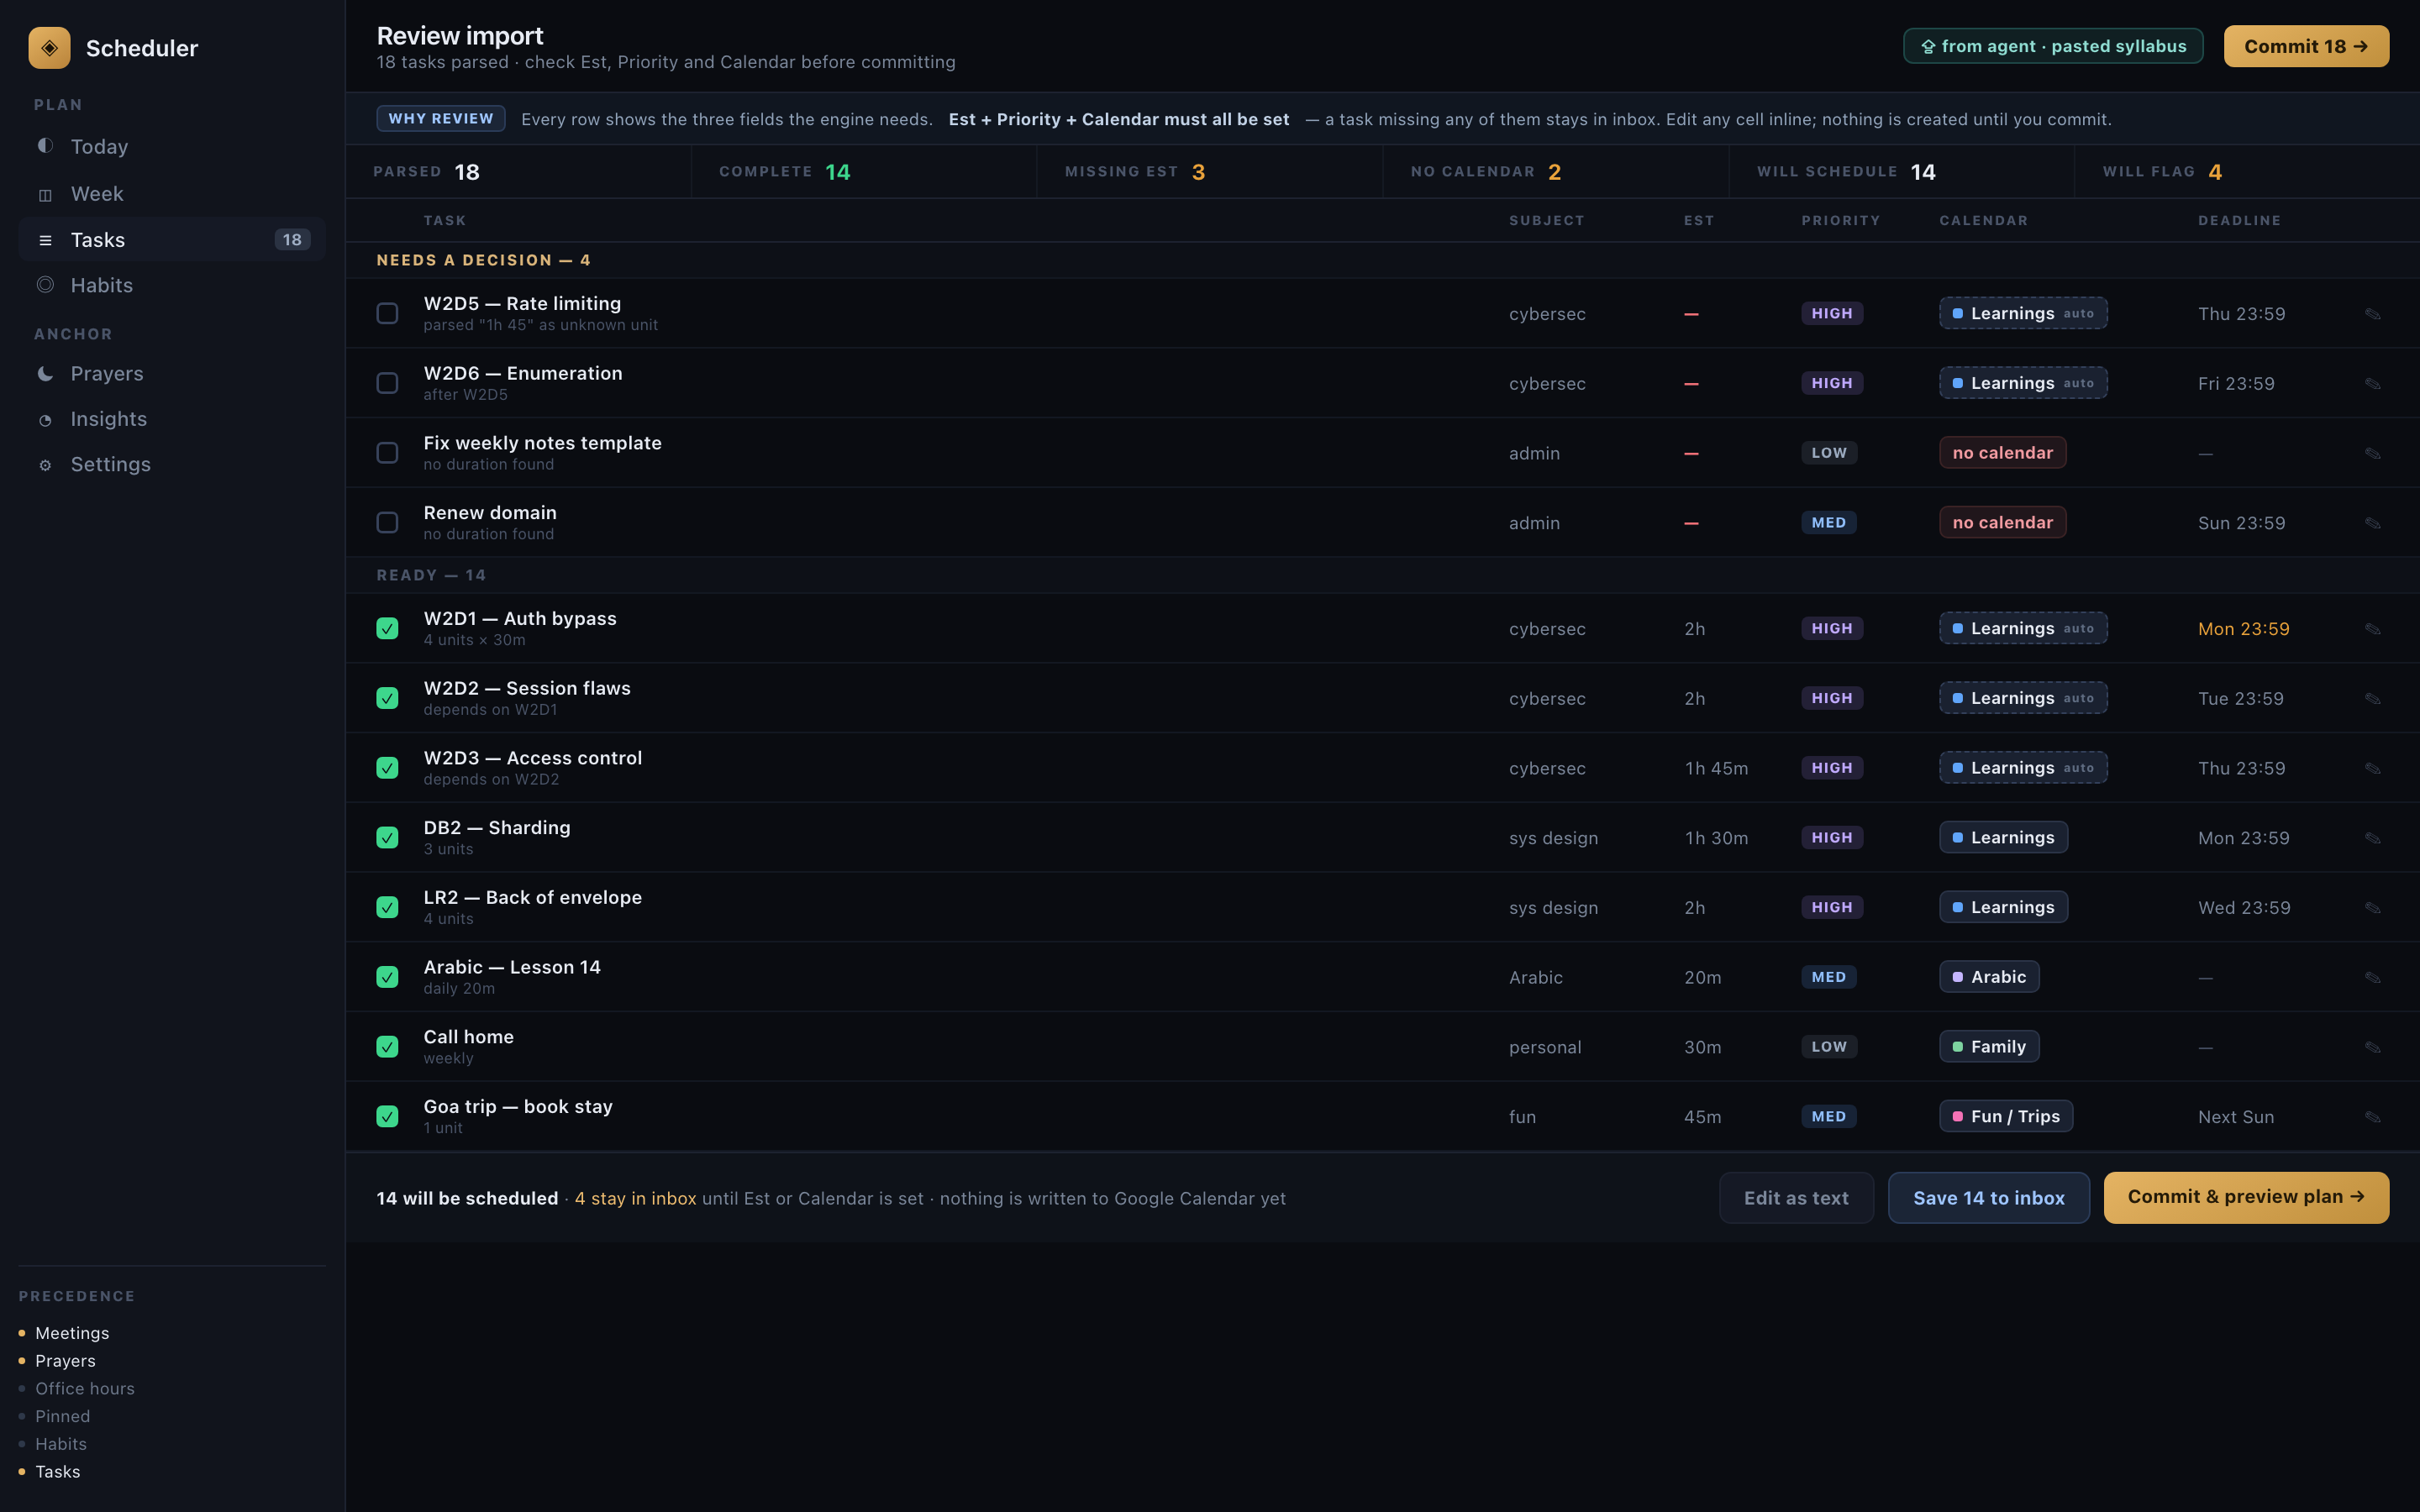 Scheduler
PLAN
Today
Week
Tasks 18
Habits
ANCHOR
Prayers
Insights
Settings
PRECEDENCE
Meetings
Prayers
Office hours
Pinned
Habits
Tasks
Review import
18 tasks parsed · check Est, Priority and Calendar before committing
from agent · pasted syllabus
Commit 18 →
WHY REVIEW Every row shows the three fields the engine needs. Est + Priority + Calendar must all be set — a task missing any of them stays in inbox. Edit any cell inline; nothing is created until you commit.
PARSED 18 COMPLETE 14 MISSING EST 3 NO CALENDAR 2 WILL SCHEDULE 14 WILL FLAG 4
TASK SUBJECT EST PRIORITY CALENDAR DEADLINE
NEEDS A DECISION — 4
W2D5 — Rate limiting cybersec — HIGH Learnings auto Thu 23:59
parsed "1h 45" as unknown unit
W2D6 — Enumeration cybersec — HIGH Learnings auto Fri 23:59
after W2D5
Fix weekly notes template admin — LOW no calendar —
no duration found
Renew domain admin — MED no calendar Sun 23:59
no duration found
READY — 14
W2D1 — Auth bypass cybersec 2h HIGH Learnings auto Mon 23:59
4 units × 30m
W2D2 — Session flaws cybersec 2h HIGH Learnings auto Tue 23:59
depends on W2D1
W2D3 — Access control cybersec 1h 45m HIGH Learnings auto Thu 23:59
depends on W2D2
DB2 — Sharding sys design 1h 30m HIGH Learnings Mon 23:59
3 units
LR2 — Back of envelope sys design 2h HIGH Learnings Wed 23:59
4 units
Arabic — Lesson 14 Arabic 20m MED Arabic —
daily 20m
Call home personal 30m LOW Family —
weekly
Goa trip — book stay fun 45m MED Fun / Trips Next Sun
1 unit
14 will be scheduled · 4 stay in inbox until Est or Calendar is set · nothing is written to Google Calendar yet
Edit as text
Save 14 to inbox
Commit & preview plan →